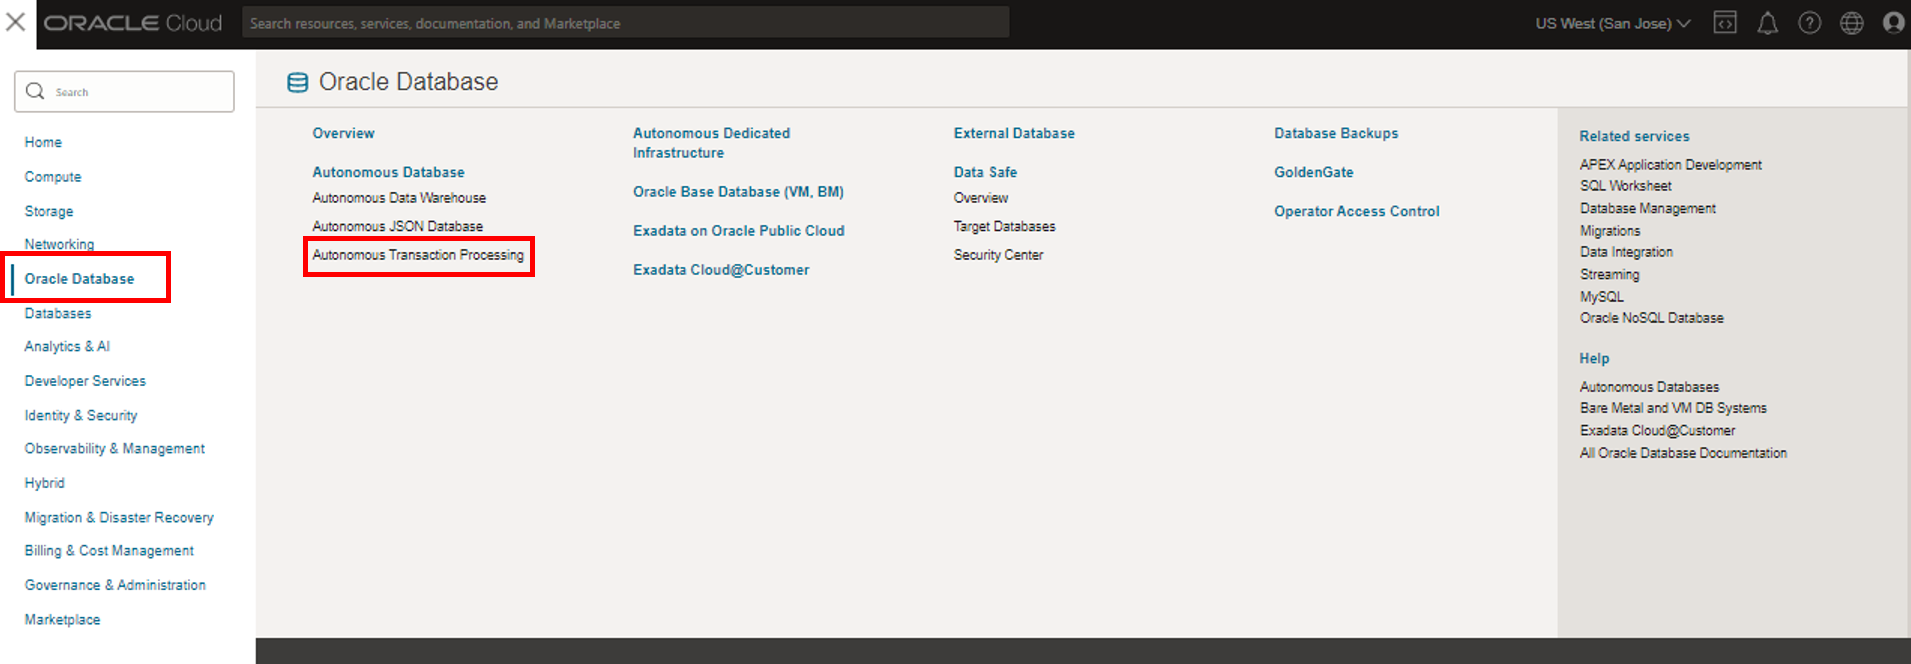 ORACLE Cloud
Search resources, services, documentation, and Marketplace
US West (San Jose)
Search
Home
Compute
Storage
Networking
Oracle Database
Databases
Analytics & AI
Developer Services
Identity & Security
Observability & Management
Hybrid
Migration & Disaster Recovery
Billing & Cost Management
Governance & Administration
Marketplace
Oracle Database
Overview
Autonomous Database
Autonomous Data Warehouse
Autonomous JSON Database
Autonomous Transaction Processing
Autonomous Dedicated
Infrastructure
Oracle Base Database (VM, BM)
Exadata on Oracle Public Cloud
Exadata Cloud@Customer
External Database
Data Safe
Overview
Target Databases
Security Center
Database Backups
GoldenGate
Operator Access Control
Related services
APEX Application Development
SQL Worksheet
Database Management
Migrations
Data Integration
Streaming
MySQL
Oracle NoSQL Database
Help
Autonomous Databases
Bare Metal and VM DB Systems
Exadata Cloud@Customer
All Oracle Database Documentation